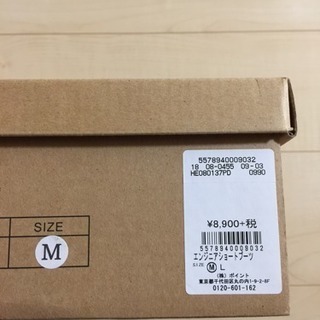 SIZE
M
5578940009032
18 08-0455 09-03
HE080137PD 0990
¥8,900+税
5578940009032
エンジニアショートブーツ
SIZE M L
(株) ポイント
東京都千代田区丸の内1-9-2-8F
0120-601-162